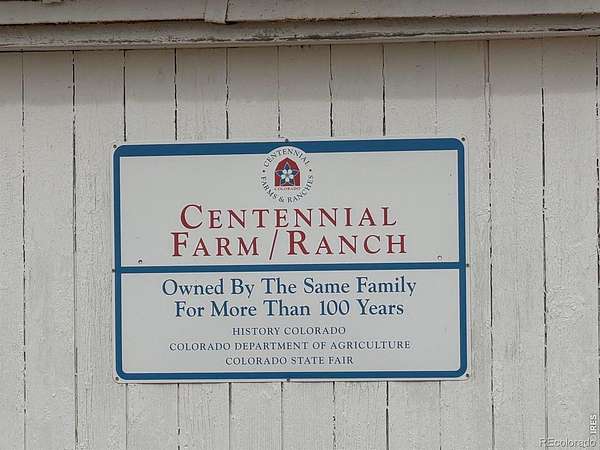 CENTENNIAL
FARMS & RANCHES
COLORADO
CENTENNIAL
FARM/RANCH
Owned By The Same Family
For More Than 100 Years
HISTORY COLORADO
COLORADO DEPARTMENT OF AGRICULTURE
COLORADO STATE FAIR
IRES
REcolorado